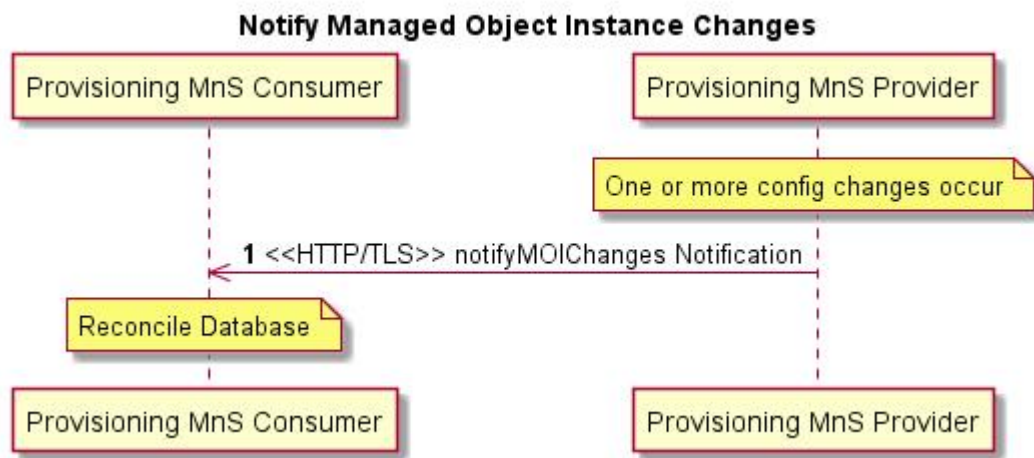 Notify Managed Object Instance Changes
Provisioning MnS Consumer
Provisioning MnS Provider
One or more config changes occur
1 <<HTTP/TLS>> notifyMOIChanges Notification
Reconcile Database
Provisioning MnS Consumer
Provisioning MnS Provider